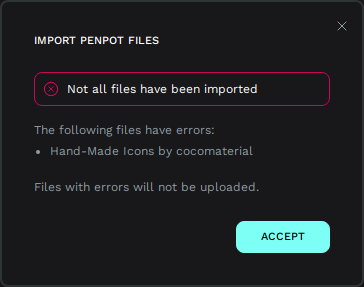 IMPORT PENPOT FILES
Not all files have been imported
The following files have errors:
Hand-Made Icons by cocomaterial
Files with errors will not be uploaded.
ACCEPT